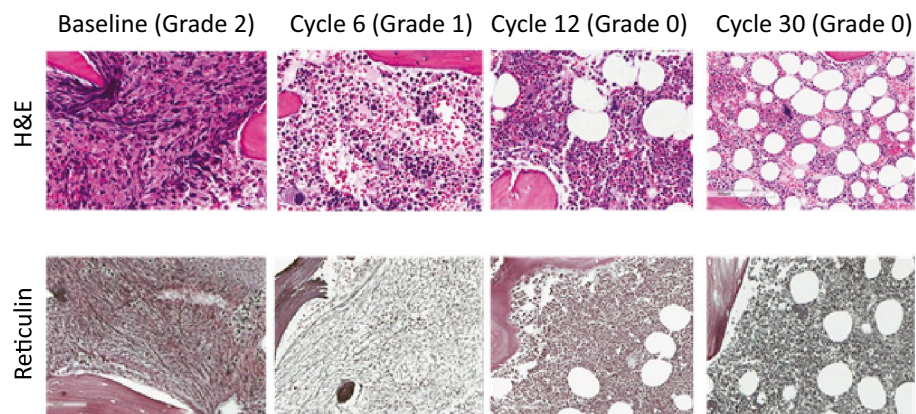 Baseline (Grade 2)
Cycle 6 (Grade 1)
Cycle 12 (Grade 0)
Cycle 30 (Grade 0)
H&E
Reticulin